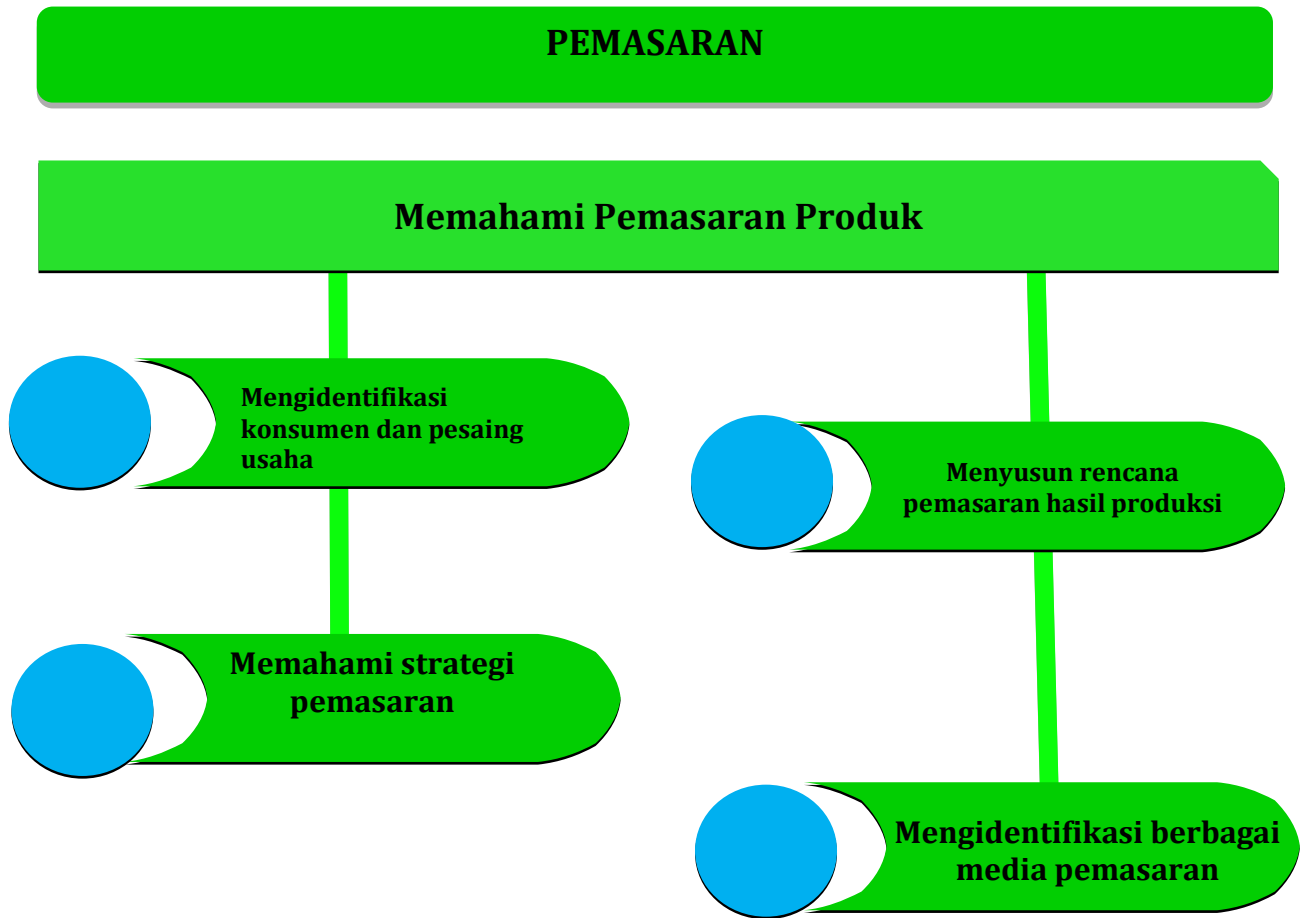 PEMASARAN
Memahami Pemasaran Produk
Mengidentifikasi
konsumen dan pesaing
usaha
Menyusun rencana
pemasaran hasil produksi
Memahami strategi
pemasaran
Mengidentifikasi berbagai
media pemasaran